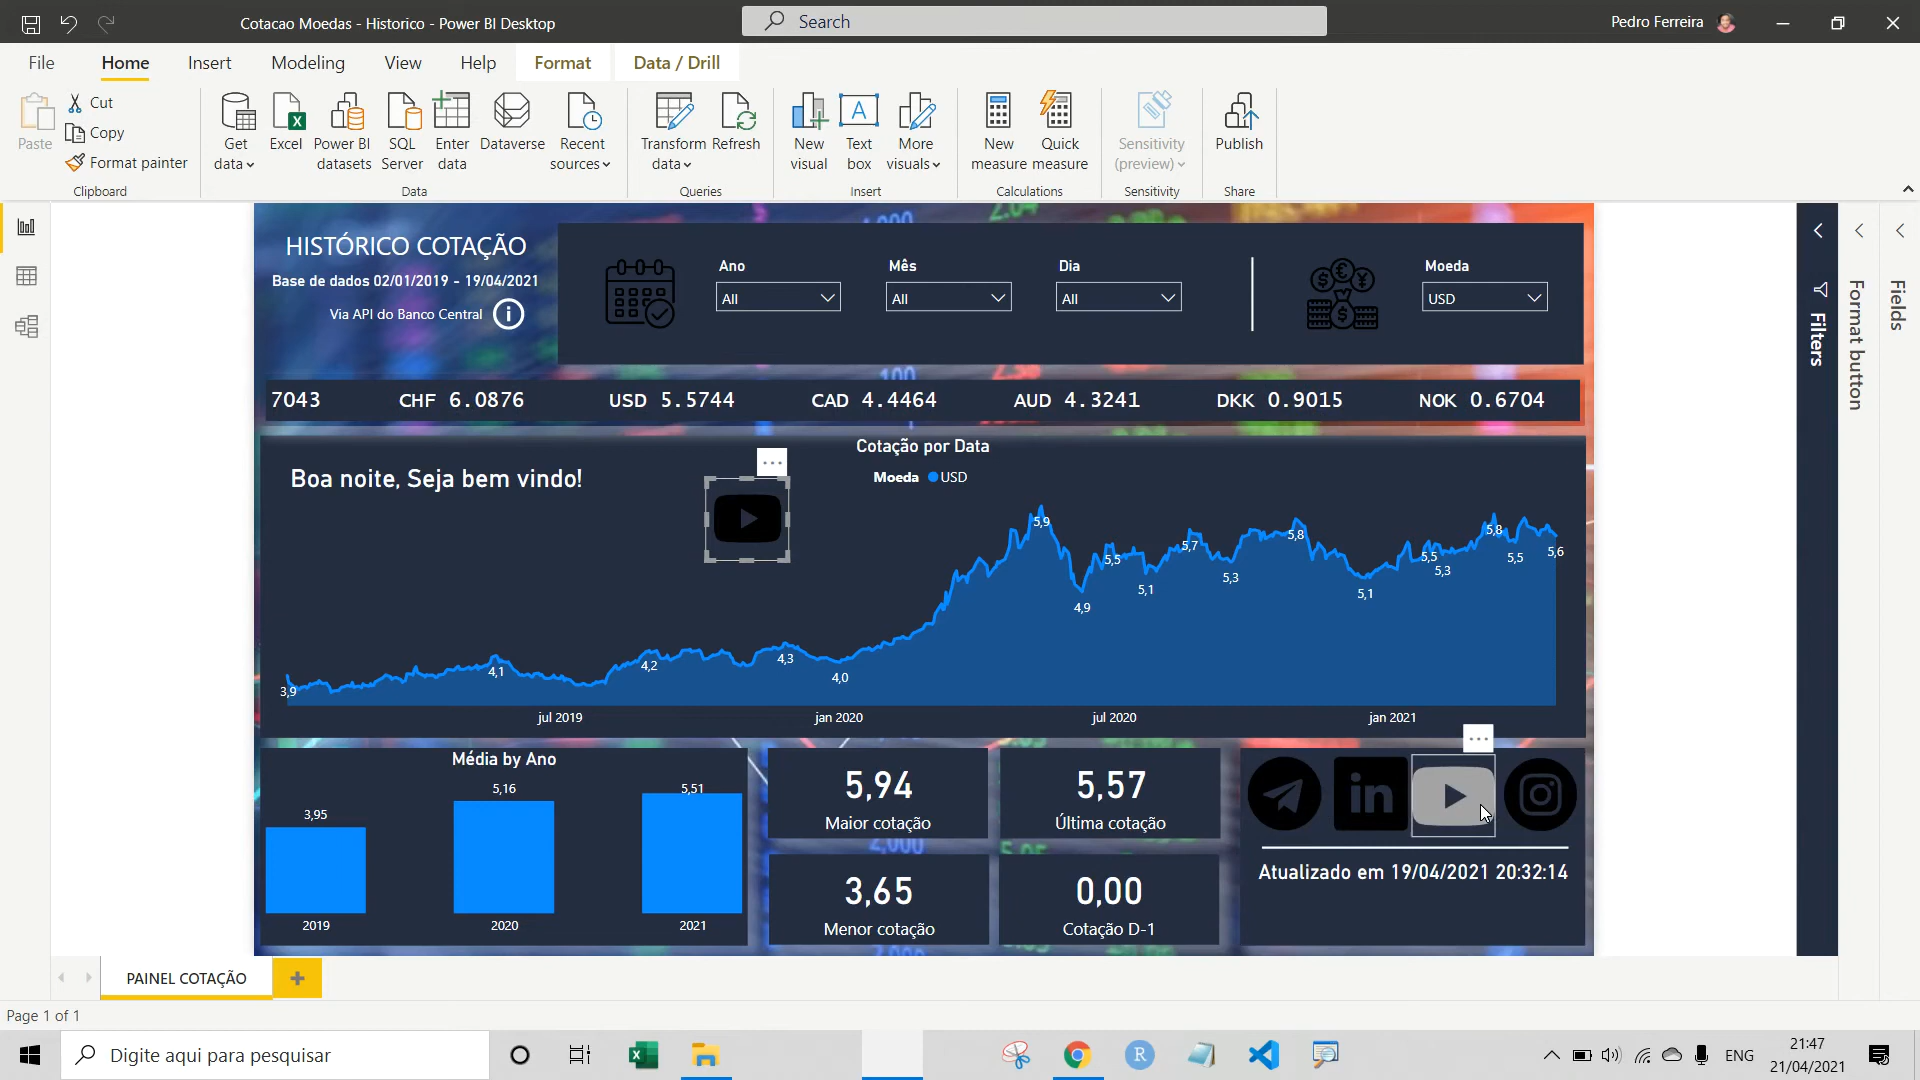 Cotacao Moedas - Historico - Power BI Desktop
Search
Pedro Ferreira
File Home Insert Modeling View Help Format Data / Drill
Paste
Cut
Copy
Format painter
Clipboard
Get data
Excel
Power BI datasets
SQL Server
Enter data
Dataverse
Recent sources
Data
Transform data
Refresh
Queries
New visual
Text box
More visuals
Insert
New measure
Quick measure
Calculations
Sensitivity (preview)
Sensitivity
Publish
Share
HISTÓRICO COTAÇÃO
Base de dados 02/01/2019 - 19/04/2021
Via API do Banco Central
Ano
All
Mês
All
Dia
All
Moeda
USD
Filters
Format button
Fields
7043 CHF 6.0876 USD 5.5744 CAD 4.4464 AUD 4.3241 DKK 0.9015 NOK 0.6704
Cotação por Data
Moeda USD
Boa noite, Seja bem vindo!
3,9 4,1 4,2 4,3 4,0 5,9 4,9 5,5 5,1 5,7 5,3 5,8 5,1 5,5 5,3 5,8 5,5 5,6
jul 2019 jan 2020 jul 2020 jan 2021
Média by Ano
3,95 5,16 5,51
2019 2020 2021
5,94
Maior cotação
5,57
Última cotação
3,65
Menor cotação
0,00
Cotação D-1
in
Atualizado em 19/04/2021 20:32:14
PAINEL COTAÇÃO
Page 1 of 1
Digite aqui para pesquisar
R
ENG
21:47
21/04/2021